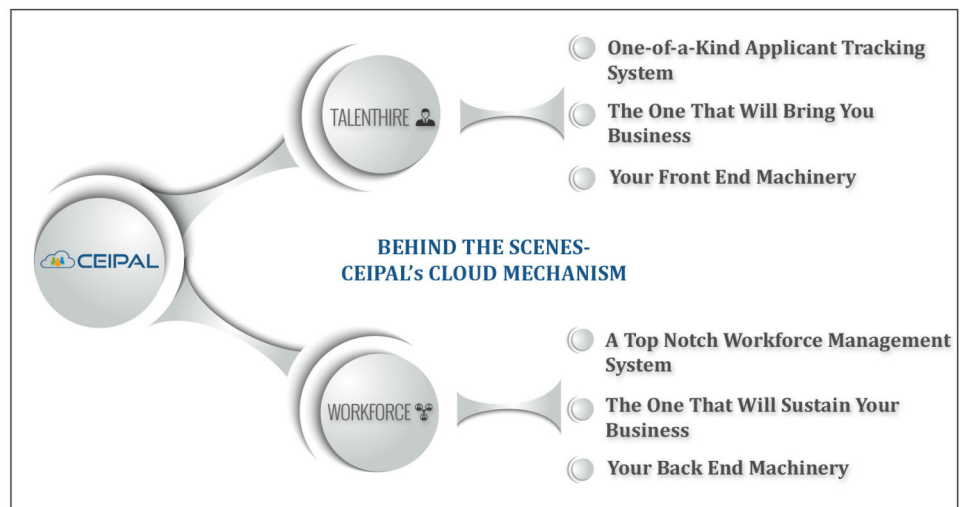 One-of-a-Kind Applicant Tracking
System
TALENTHIRE
The One That Will Bring You
Business
Your Front End Machinery
CEIPAL
BEHIND THE SCENES-
CEIPAL's CLOUD MECHANISM
A Top Notch Workforce Management
System
WORKFORCE
The One That Will Sustain Your
Business
Your Back End Machinery